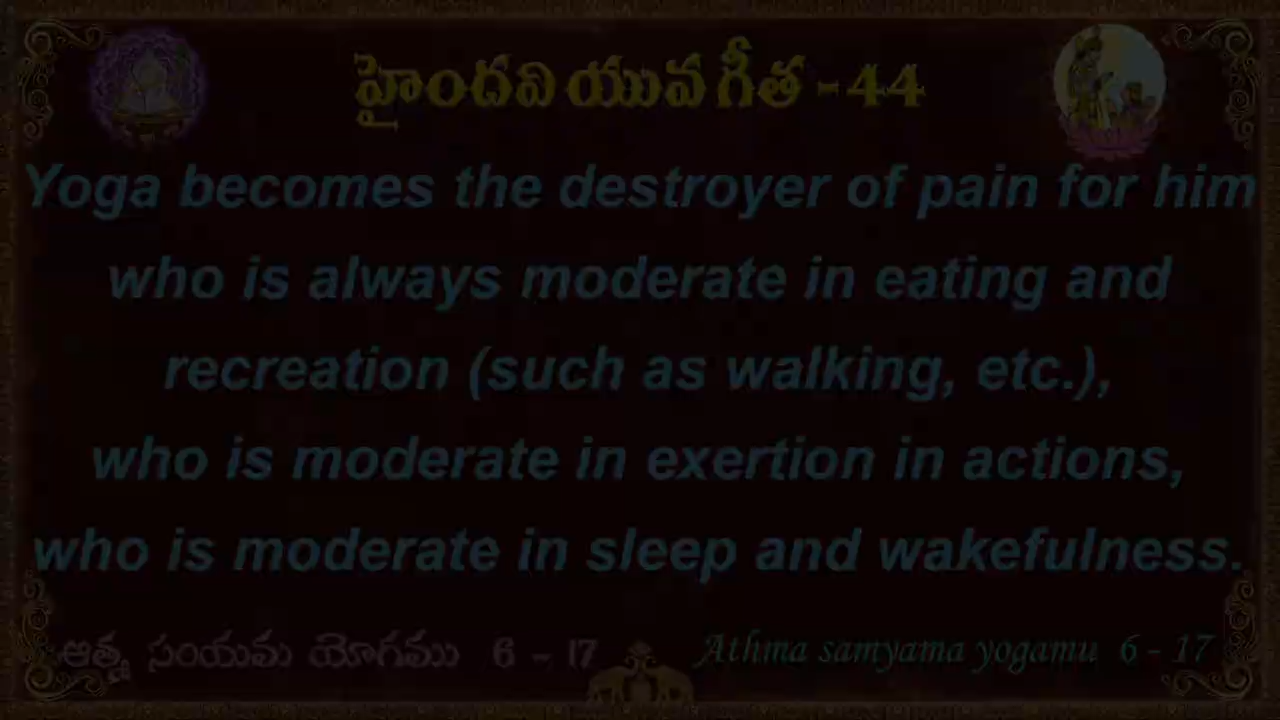 హైందవి యువ గీత - 44
Yoga becomes the destroyer of pain for him
who is always moderate in eating and
recreation (such as walking, etc.),
who is moderate in exertion in actions,
who is moderate in sleep and wakefulness.
ఆత్మ సంయమ యోగము 6 - 17
Athma samyama yogamu 6 - 17